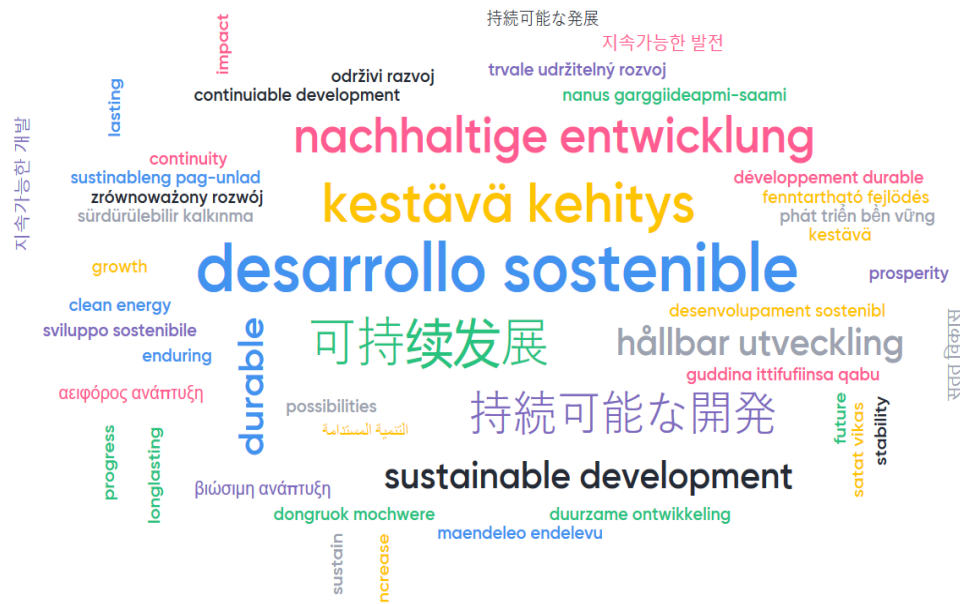 持続可能な発展
impact
지속가능한 발전
održivi razvoj
trvale udržitelný rozvoj
continuiable development
nanus garggiideapmi-saami
lasting
nachhaltige entwicklung
지속가능한 개발
continuity
sustinableng pag-unlad
développement durable
zrównoważony rozwój
kestävä kehitys
fenntartható fejlödés
sürdürülebilir kalkınma
phát triển bền vững
kestävä
growth
desarrollo sostenible
prosperity
clean energy
desenvolupament sostenibl
sviluppo sostenibile
可持续发展
hållbar utveckling
सतत विकास
enduring
durable
guddina ittifufiinsa qabu
αειφόρος ανάπτυξη
possibilities
持続可能な開発
future
satat vikas
stability
التنمية المستدامة
progress
longlasting
sustainable development
βιώσιμη ανάπτυξη
dongruok mochwere
duurzame ontwikkeling
maendeleo endelevu
sustain
ncrease